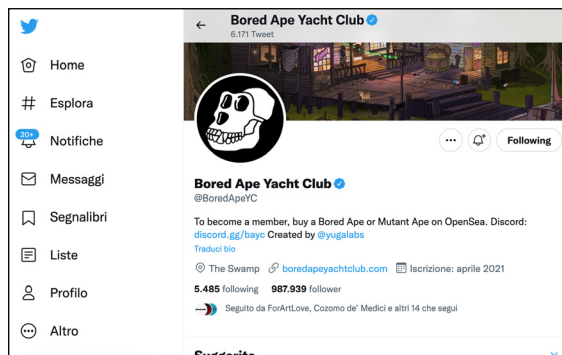 Bored Ape Yacht Club
6.171 Tweet
Home
Esplora
20+
Notifiche
Messaggi
Segnalibri
Liste
Profilo
Altro
Following
Bored Ape Yacht Club
@BoredApeYC
To become a member, buy a Bored Ape or Mutant Ape on OpenSea. Discord:
discord.gg/bayc Created by @yugalabs
Traduci bio
The Swamp boredapeyachtclub.com Iscrizione: aprile 2021
5.485 following 987.939 follower
Seguito da ForArtLove, Cozomo de' Medici e altri 14 che segui
Suggerite